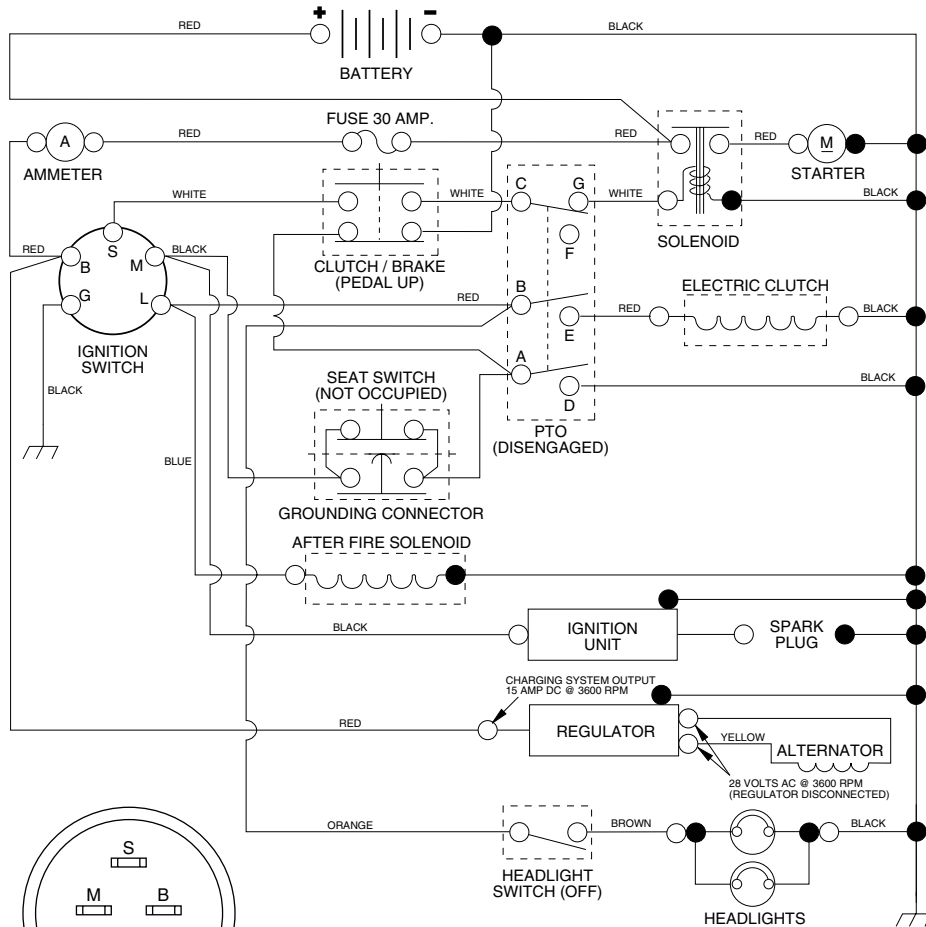 RED
+
-
BLACK
BATTERY
FUSE 30 AMP.
A
RED
RED
RED
M
AMMETER
STARTER
WHITE
WHITE
C
G
WHITE
BLACK
S
F
SOLENOID
RED
B
M
BLACK
CLUTCH / BRAKE
(PEDAL UP)
G
L
RED
B
ELECTRIC CLUTCH
E
RED
BLACK
IGNITION
SWITCH
A
BLACK
SEAT SWITCH
(NOT OCCUPIED)
D
BLACK
PTO
(DISENGAGED)
BLUE
GROUNDING CONNECTOR
AFTER FIRE SOLENOID
BLACK
IGNITION
UNIT
SPARK
PLUG
CHARGING SYSTEM OUTPUT
15 AMP DC @ 3600 RPM
RED
REGULATOR
YELLOW
ALTERNATOR
28 VOLTS AC @ 3600 RPM
(REGULATOR DISCONNECTED)
ORANGE
BROWN
BLACK
HEADLIGHT
SWITCH (OFF)
HEADLIGHTS
S
M
B